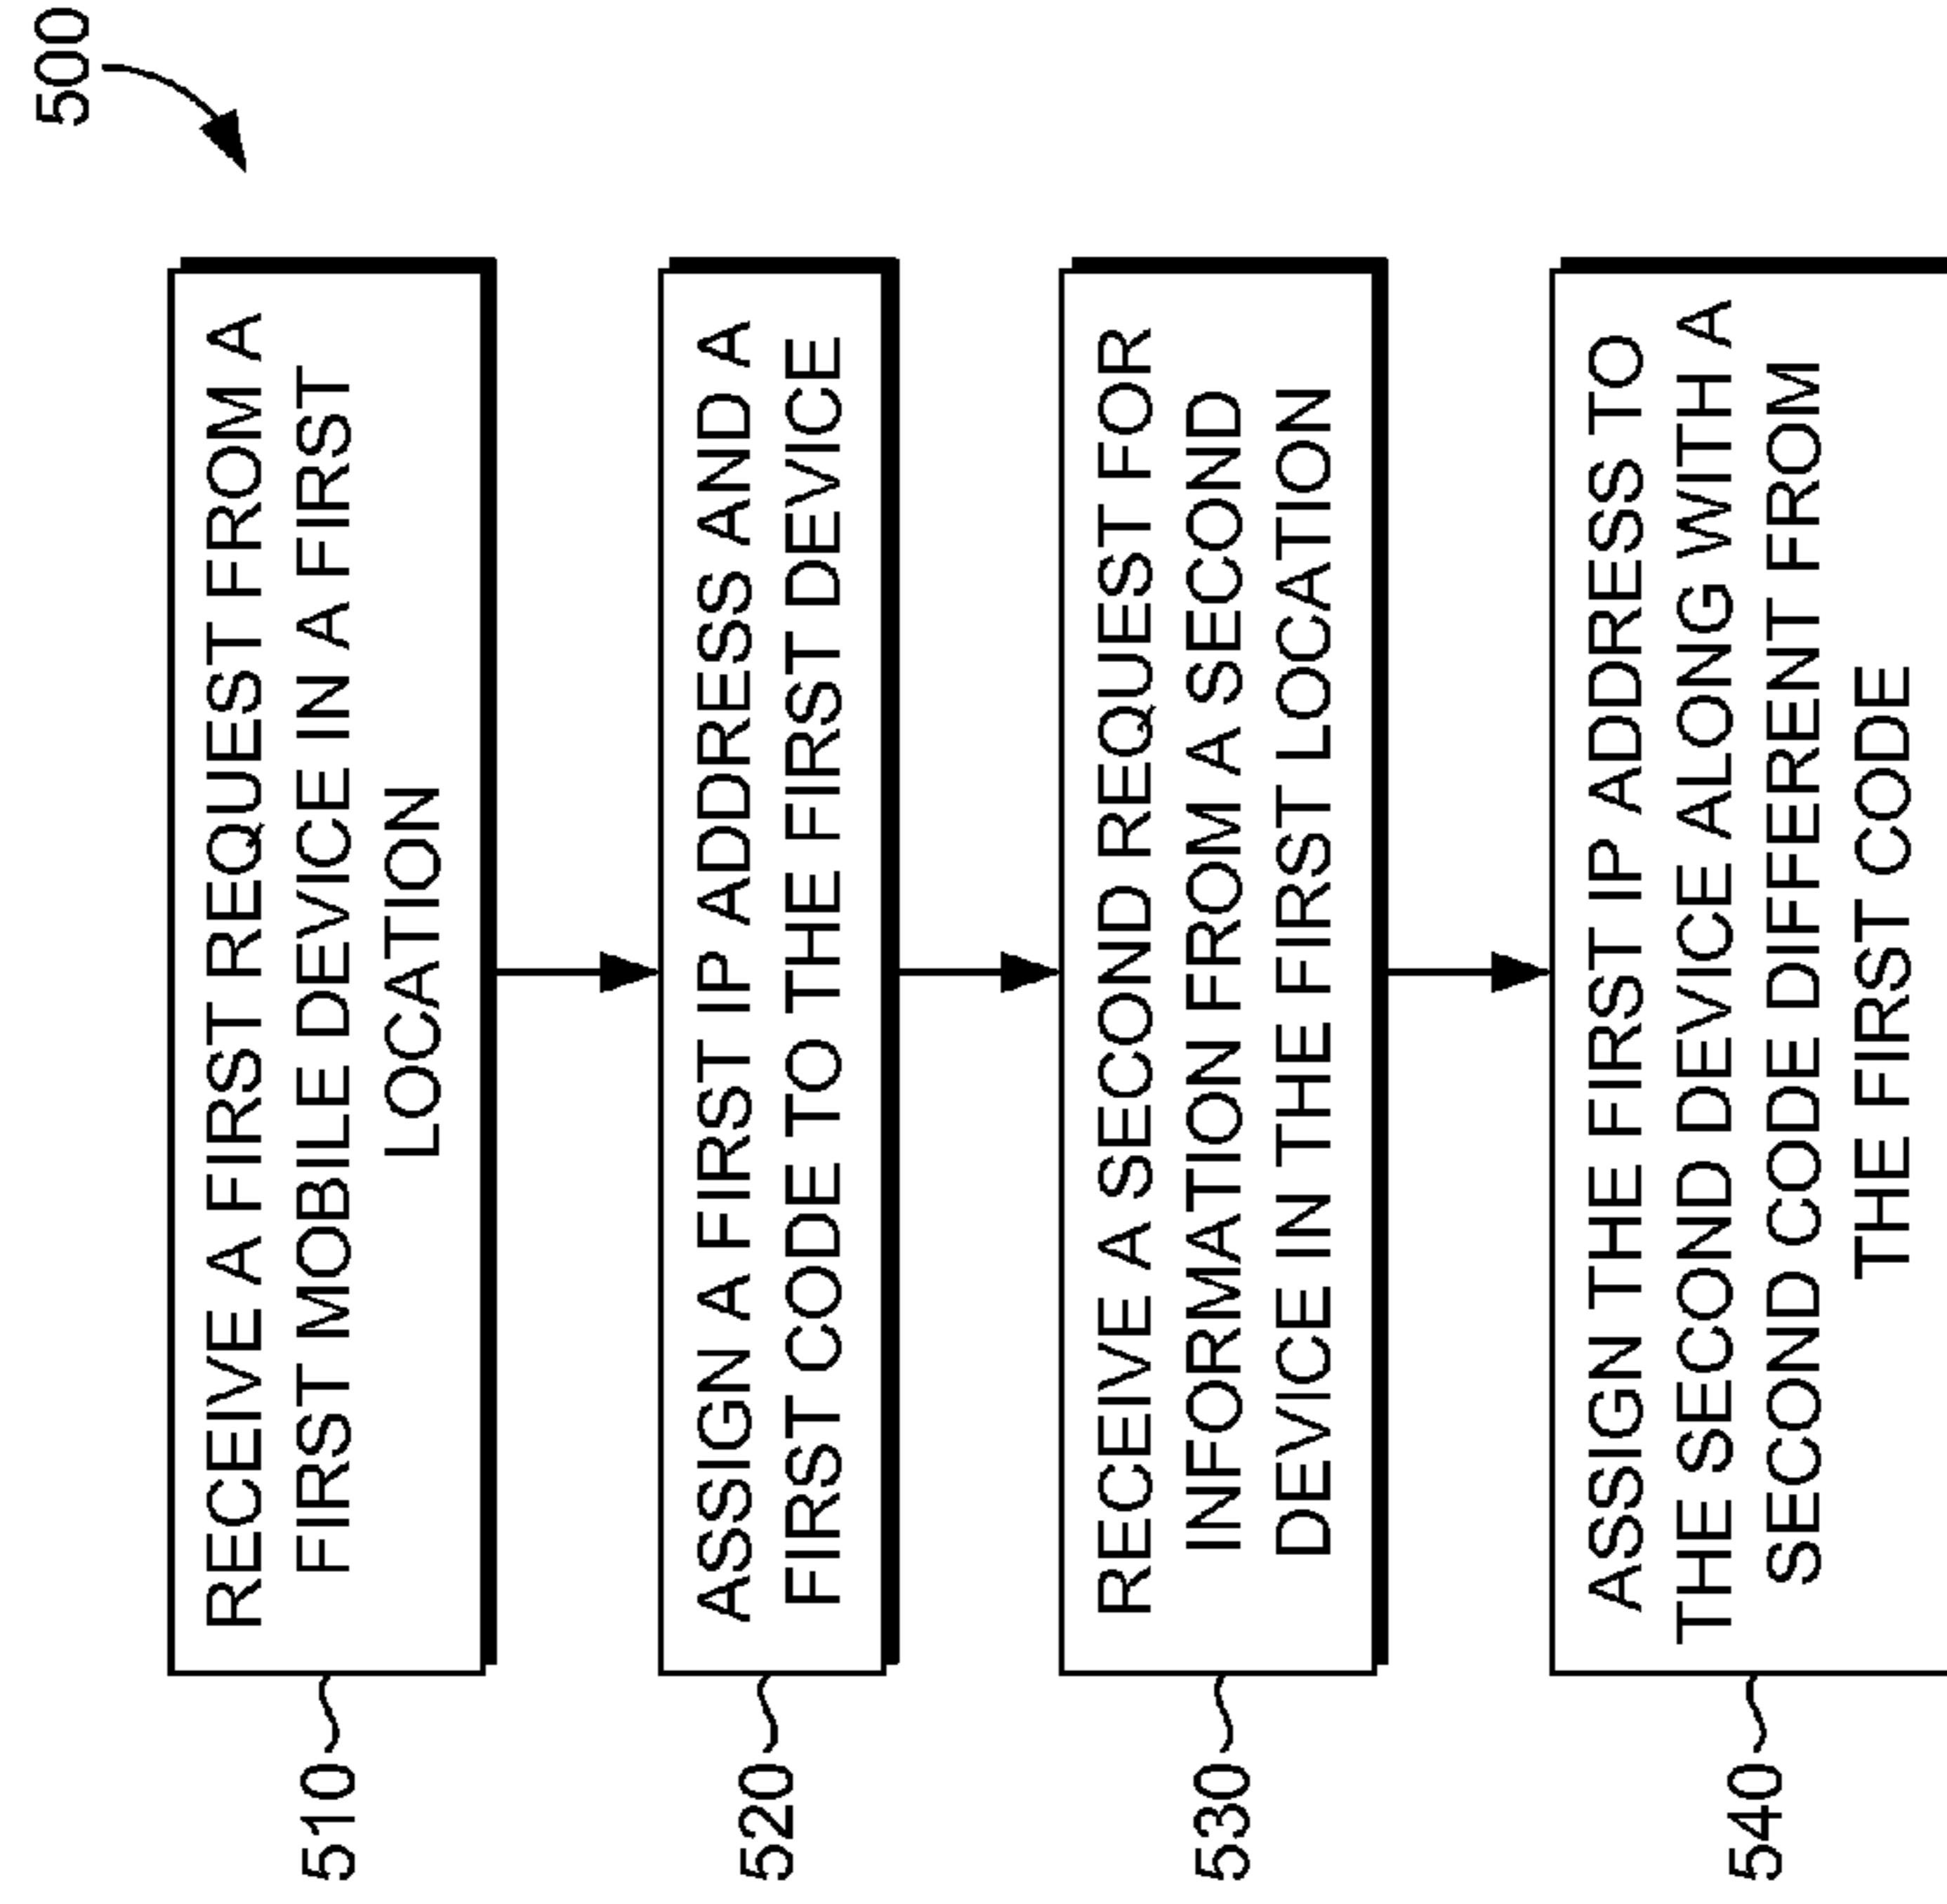 500
510
RECEIVE A FIRST REQUEST FROM A
FIRST MOBILE DEVICE IN A FIRST
LOCATION
520
ASSIGN A FIRST IP ADDRESS AND A
FIRST CODE TO THE FIRST DEVICE
530
RECEIVE A SECOND REQUEST FOR
INFORMATION FROM A SECOND
DEVICE IN THE FIRST LOCATION
540
ASSIGN THE FIRST IP ADDRESS TO
THE SECOND DEVICE ALONG WITH A
SECOND CODE DIFFERENT FROM
THE FIRST CODE